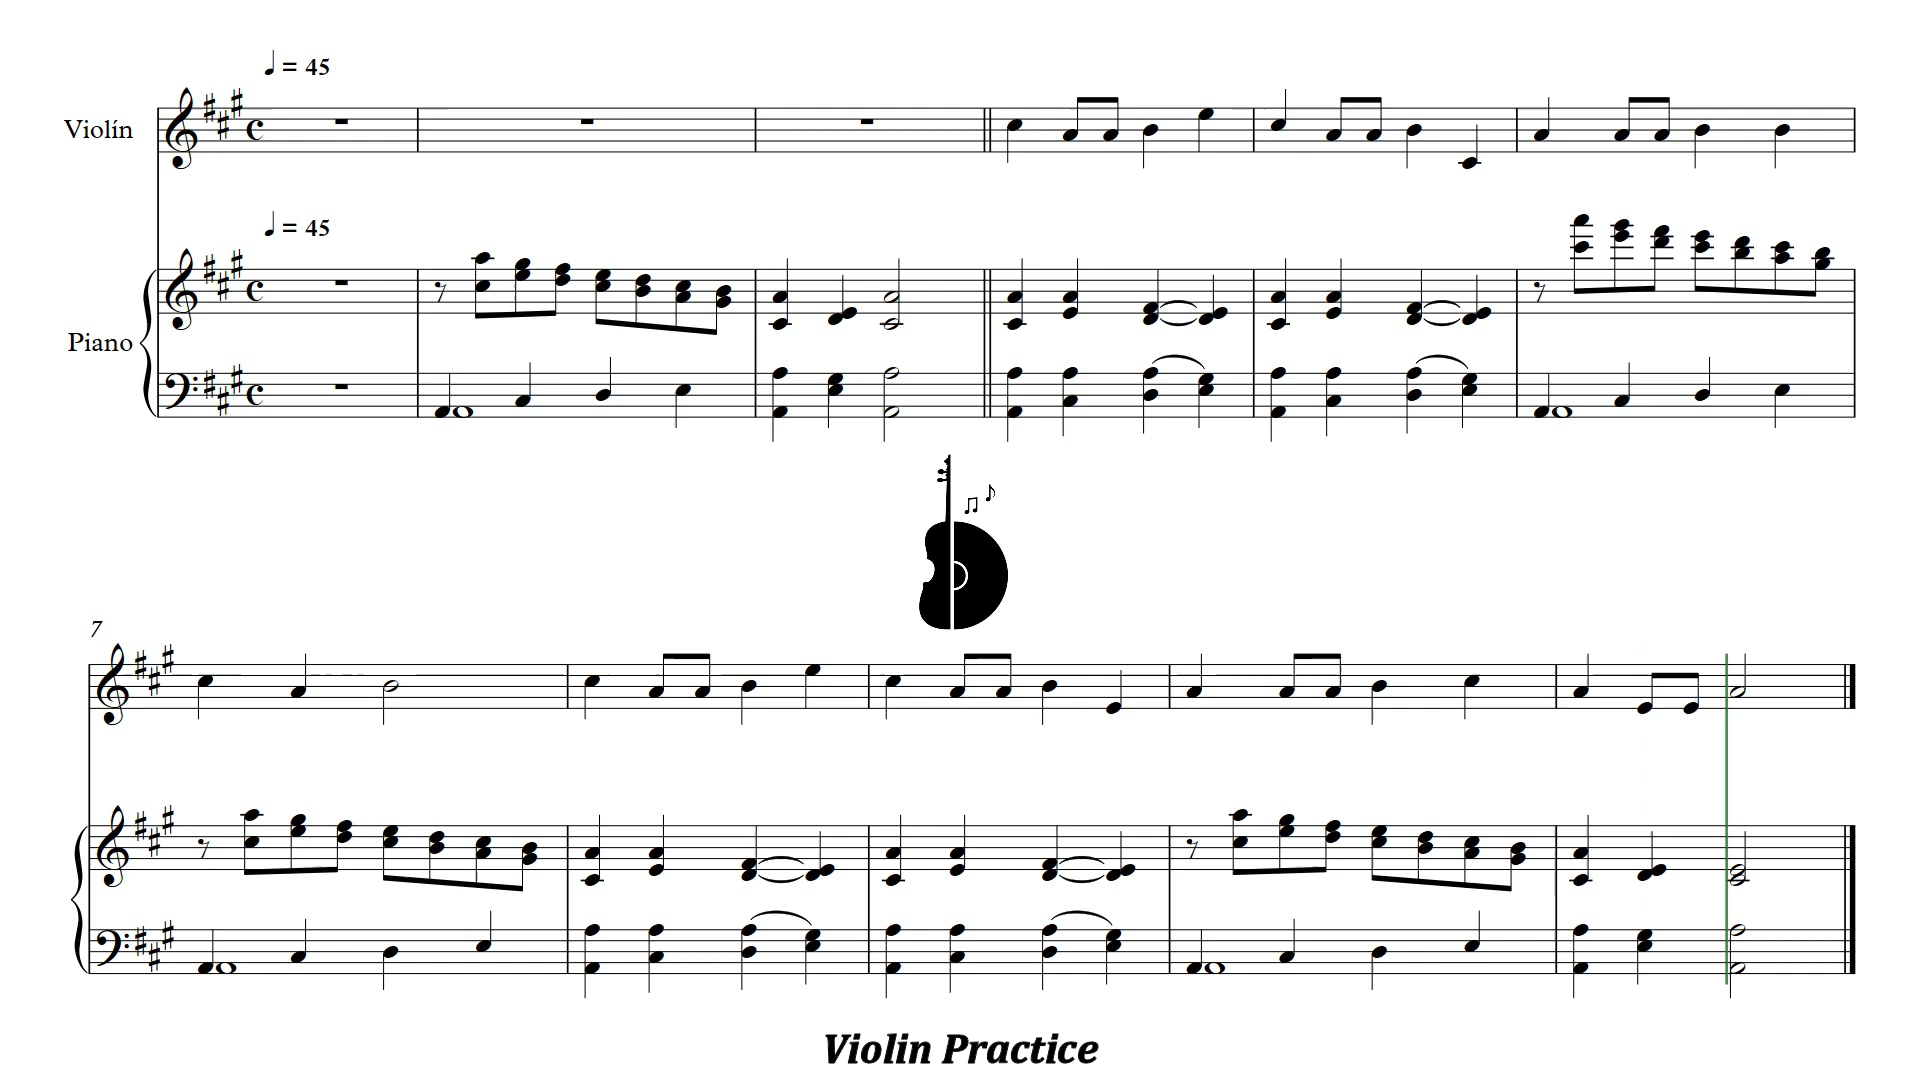 ♩ = 45
Violín
♩ = 45
Piano
7
Violin Practice